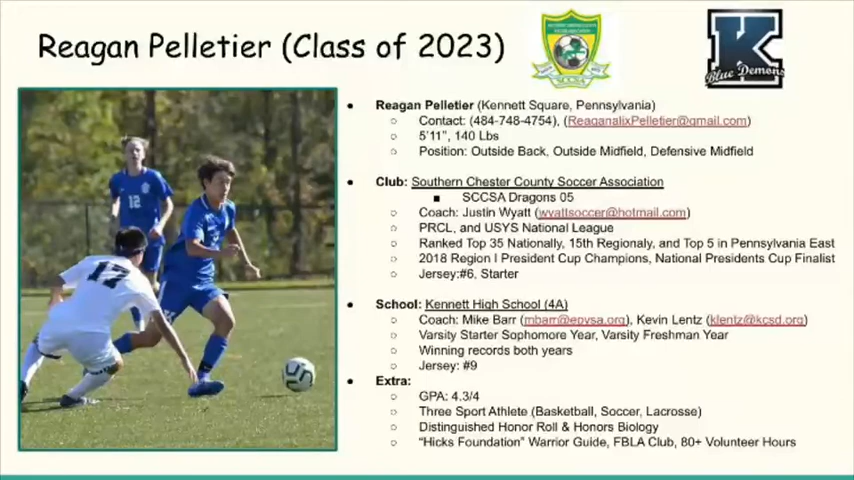 Reagan Pelletier (Class of 2023)
K
Blue Demons
Reagan Pelletier (Kennett Square, Pennsylvania)
Contact: (484-748-4754), (ReaganalixPelletier@gmail.com)
5'11", 140 Lbs
Position: Outside Back, Outside Midfield, Defensive Midfield
Club: Southern Chester County Soccer Association
SCCSA Dragons 05
Coach: Justin Wyatt (wyattsoccer@hotmail.com)
PRCL, and USYS National League
Ranked Top 35 Nationally, 15th Regionaly, and Top 5 in Pennsylvania East
2018 Region I President Cup Champions, National Presidents Cup Finalist
Jersey:#6, Starter
School: Kennett High School (4A)
Coach: Mike Barr (mbarr@epysa.org), Kevin Lentz (klentz@kcsd.org)
Varsity Starter Sophomore Year, Varsity Freshman Year
Winning records both years
Jersey: #9
Extra:
GPA: 4.3/4
Three Sport Athlete (Basketball, Soccer, Lacrosse)
Distinguished Honor Roll & Honors Biology
"Hicks Foundation" Warrior Guide, FBLA Club, 80+ Volunteer Hours
12
17